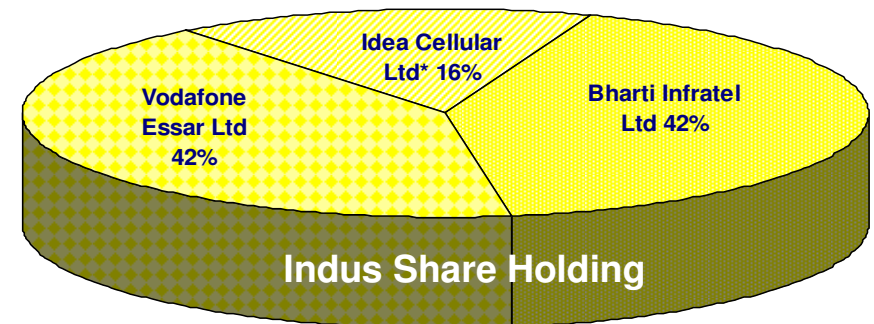 Idea Cellular
Ltd* 16%
Vodafone
Essar Ltd
42%
Bharti Infratel
Ltd 42%
Indus Share Holding